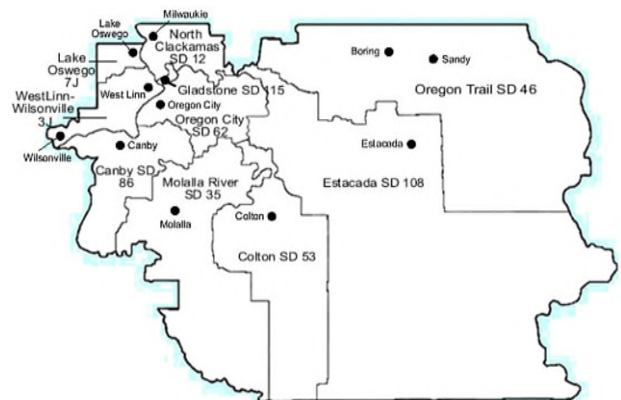 Milwaukie
Lake
Oswego
North
Clackamas
SD 12
Lake
Oswego
7J
Boring
Sandy
Oregon Trail SD 46
West Linn
Gladstone SD 115
WestLinn-
Wilsonville
3J
Oregon City
Oregon City
SD 62
Wilsonville
Canby
Estacada
Canby SD
86
Molalla River
SD 35
Estacada SD 108
Molalla
Colton
Colton SD 53